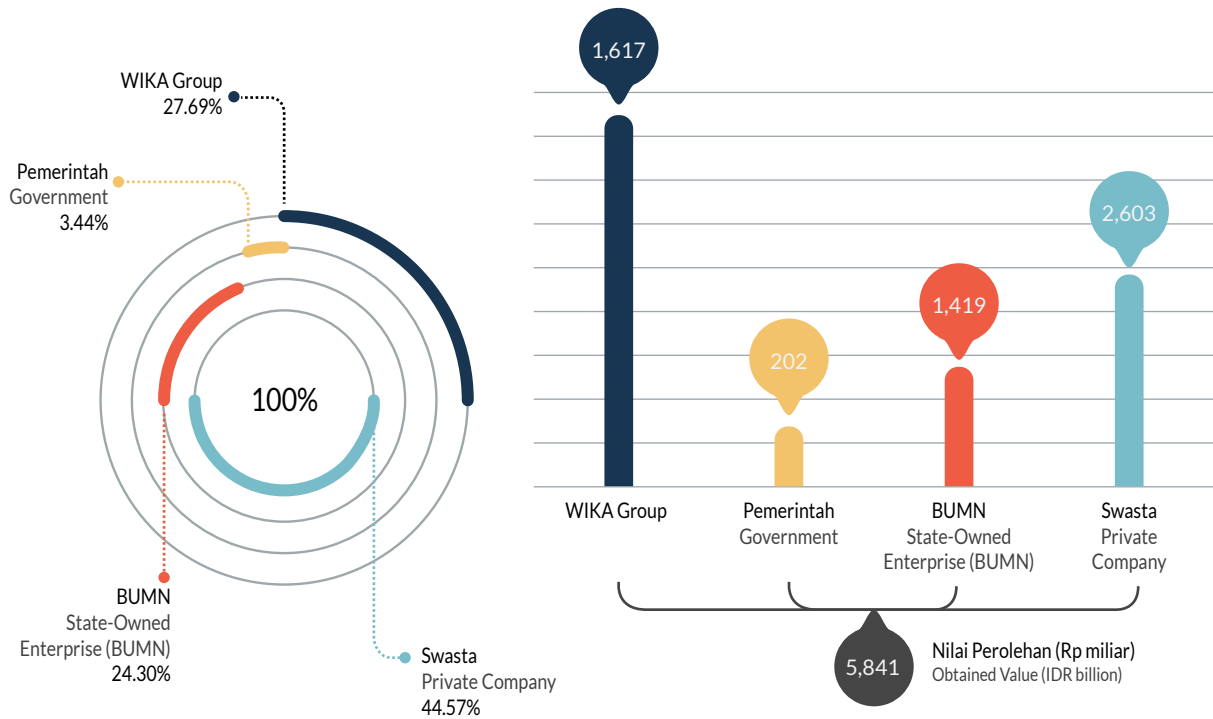 WIKA Group
27.69%
Pemerintah
Government
3.44%
100%
BUMN
State-Owned
Enterprise (BUMN)
24.30%
Swasta
Private Company
44.57%
1,617
202
1,419
2,603
WIKA Group
Pemerintah
Government
BUMN
State-Owned
Enterprise (BUMN)
Swasta
Private
Company
5,841
Nilai Perolehan (Rp miliar)
Obtained Value (IDR billion)